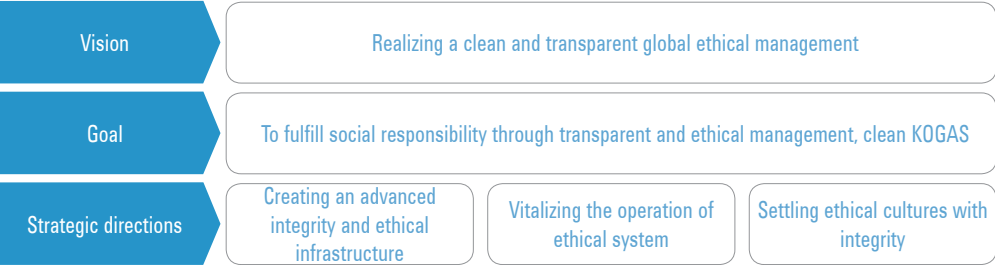 Vision
Realizing a clean and transparent global ethical management
Goal
To fulfill social responsibility through transparent and ethical management, clean KOGAS
Strategic directions
Creating an advanced
integrity and ethical
infrastructure
Vitalizing the operation of
ethical system
Settling ethical cultures with
integrity